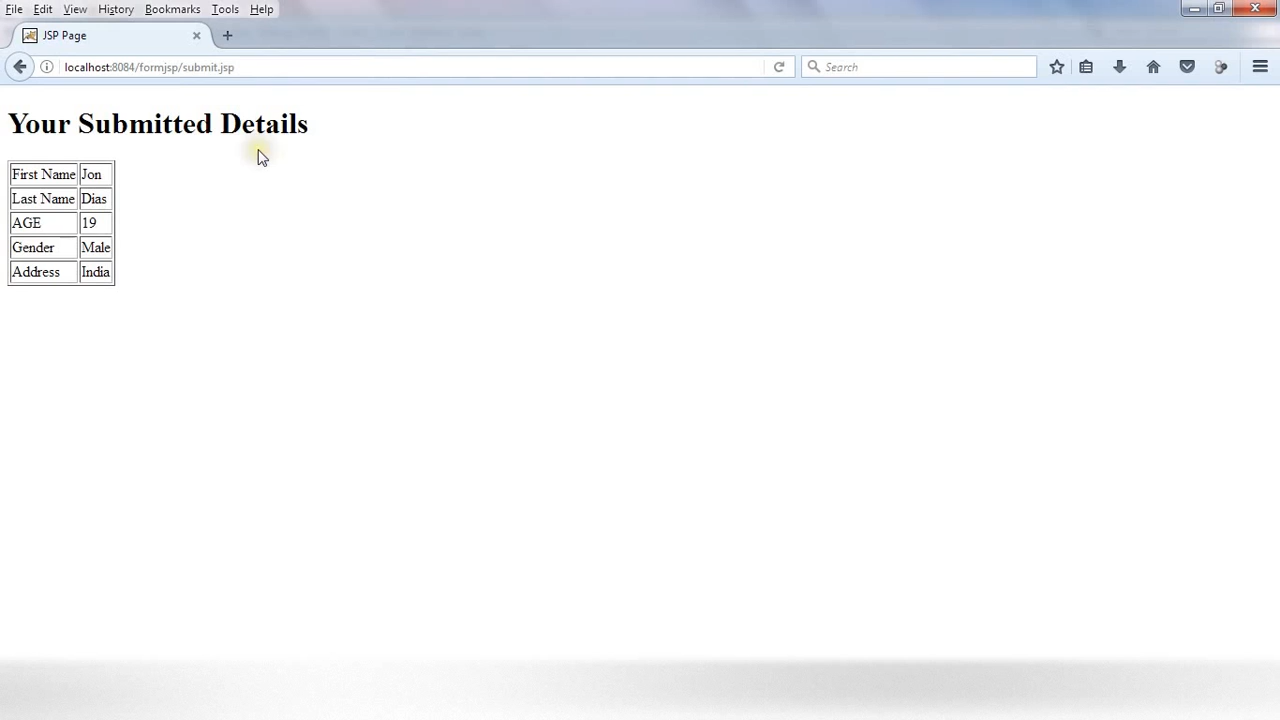 File Edit View History Bookmarks Tools Help
JSP Page
localhost:8084/formjsp/submit.jsp Search
Your Submitted Details
First Name Jon
Last Name Dias
AGE 19
Gender Male
Address India